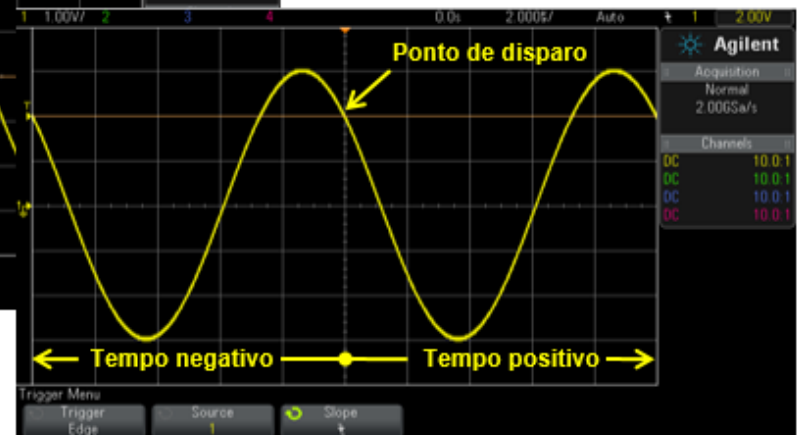 1 1.00V/ 2 3 4 0.0s 2.000s/ Auto 1 2.00V
Ponto de disparo
Agilent
Acquisition
Normal
2.00GSa/s
Channels
DC 10.0:1
DC 10.0:1
DC 10.0:1
DC 10.0:1
T
1
Tempo negativo
Tempo positivo
Trigger Menu
Trigger
Edge
Source
1
Slope